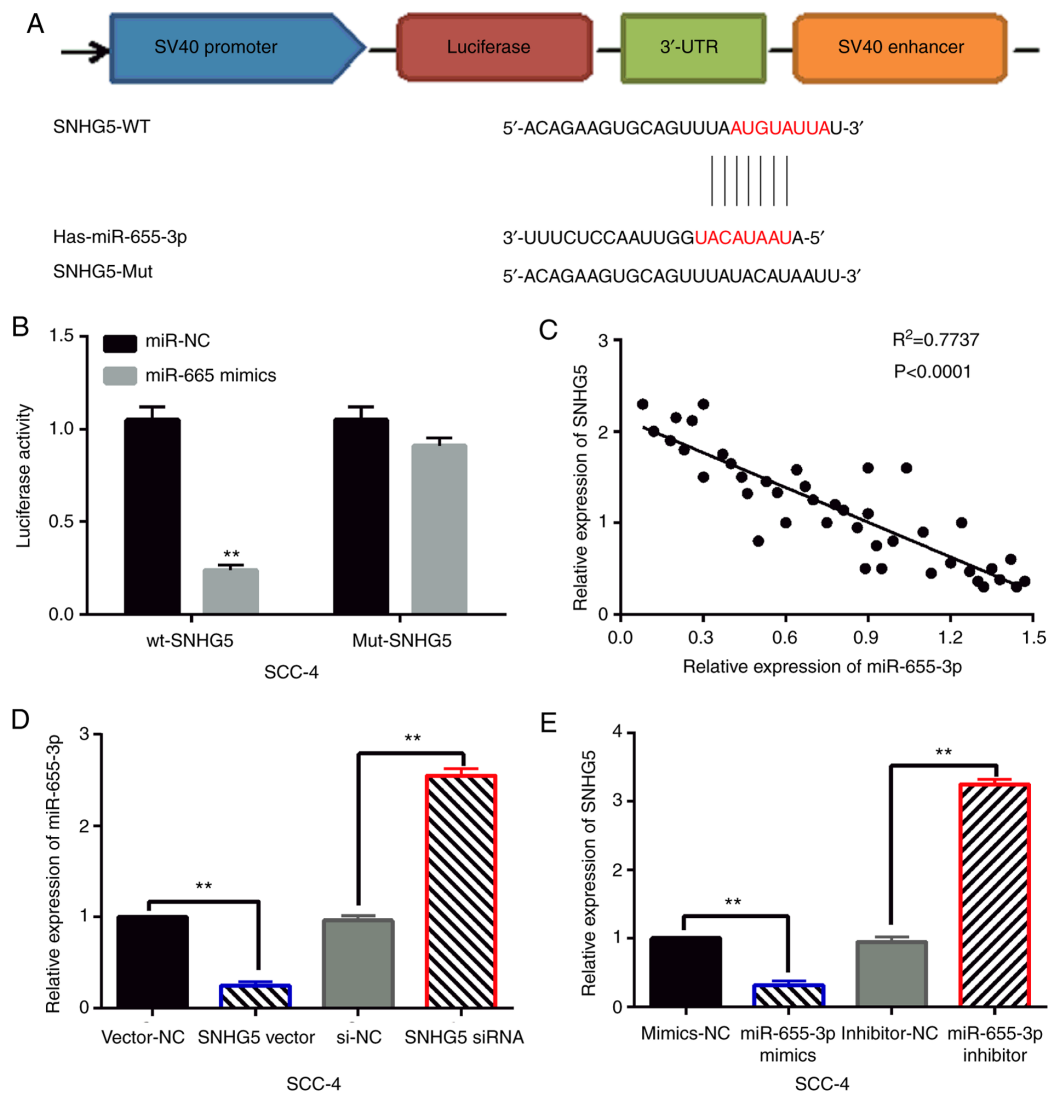 A
SV40 promoter
Luciferase
3′-UTR
SV40 enhancer
SNHG5-WT
5′-ACAGAAGUGCAGUUUAAUGUAUUAU-3′
Has-miR-655-3p
3′-UUUCUCCAAUUGGUACAUAAUA-5′
SNHG5-Mut
5′-ACAGAAGUGCAGUUUAUACAUAAUU-3′
B
miR-NC
miR-665 mimics
Luciferase activity
1.5
1.0
0.5
0.0
**
wt-SNHG5
Mut-SNHG5
SCC-4
C
R²=0.7737
P<0.0001
Relative expression of SNHG5
3
2
1
0
0.0
0.3
0.6
0.9
1.2
1.5
Relative expression of miR-655-3p
D
Relative expression of miR-655-3p
3
2
1
0
**
**
Vector-NC
SNHG5 vector
si-NC
SNHG5 siRNA
SCC-4
E
Relative expression of SNHG5
4
3
2
1
0
**
**
Mimics-NC
miR-655-3p
mimics
Inhibitor-NC
miR-655-3p
inhibitor
SCC-4